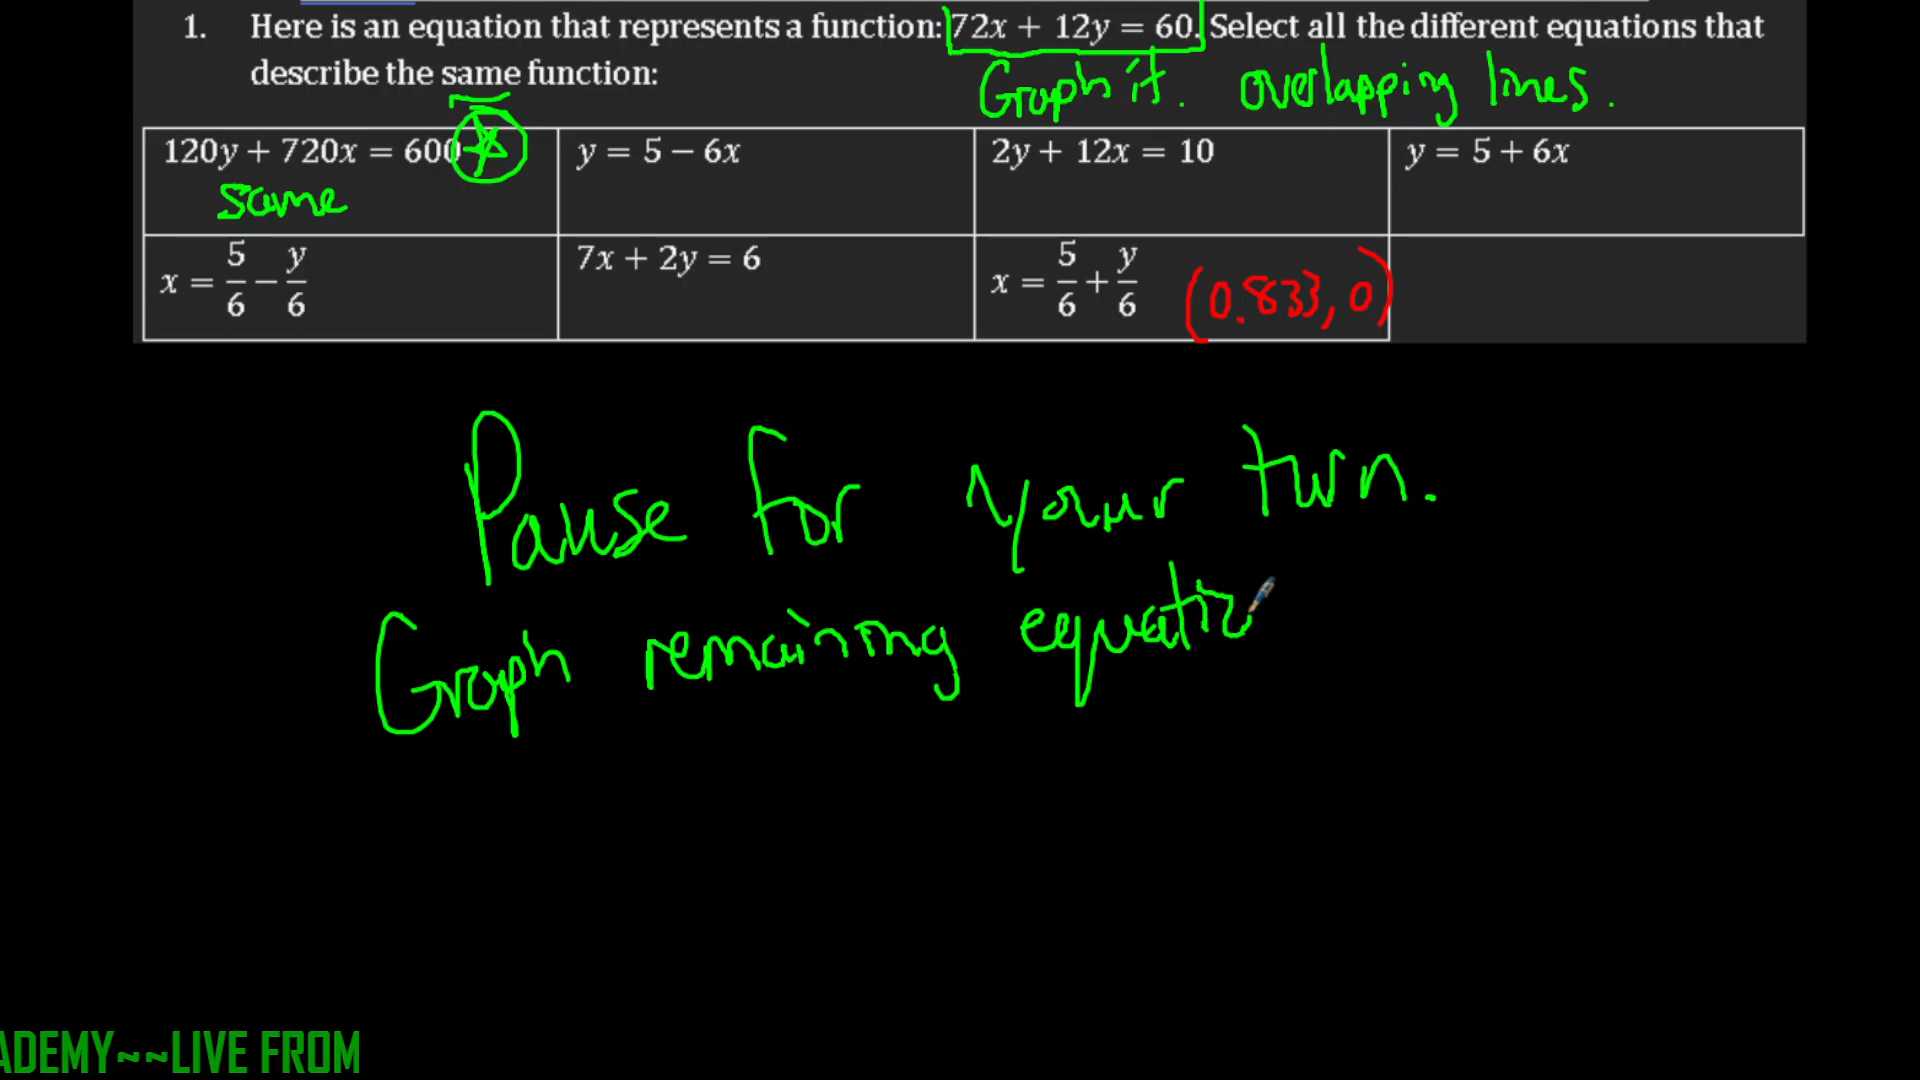 1. Here is an equation that represents a function: 72x + 12y = 60. Select all the different equations that
describe the same function:
Graph it. overlapping lines.
120y + 720x = 600
y = 5 − 6x
2y + 12x = 10
y = 5 + 6x
same
x = 5/6 − y/6
7x + 2y = 6
x = 5/6 + y/6
(0.833, 0)
Pause for your turn.
Graph remaining equatio
ADEMY~~LIVE FROM